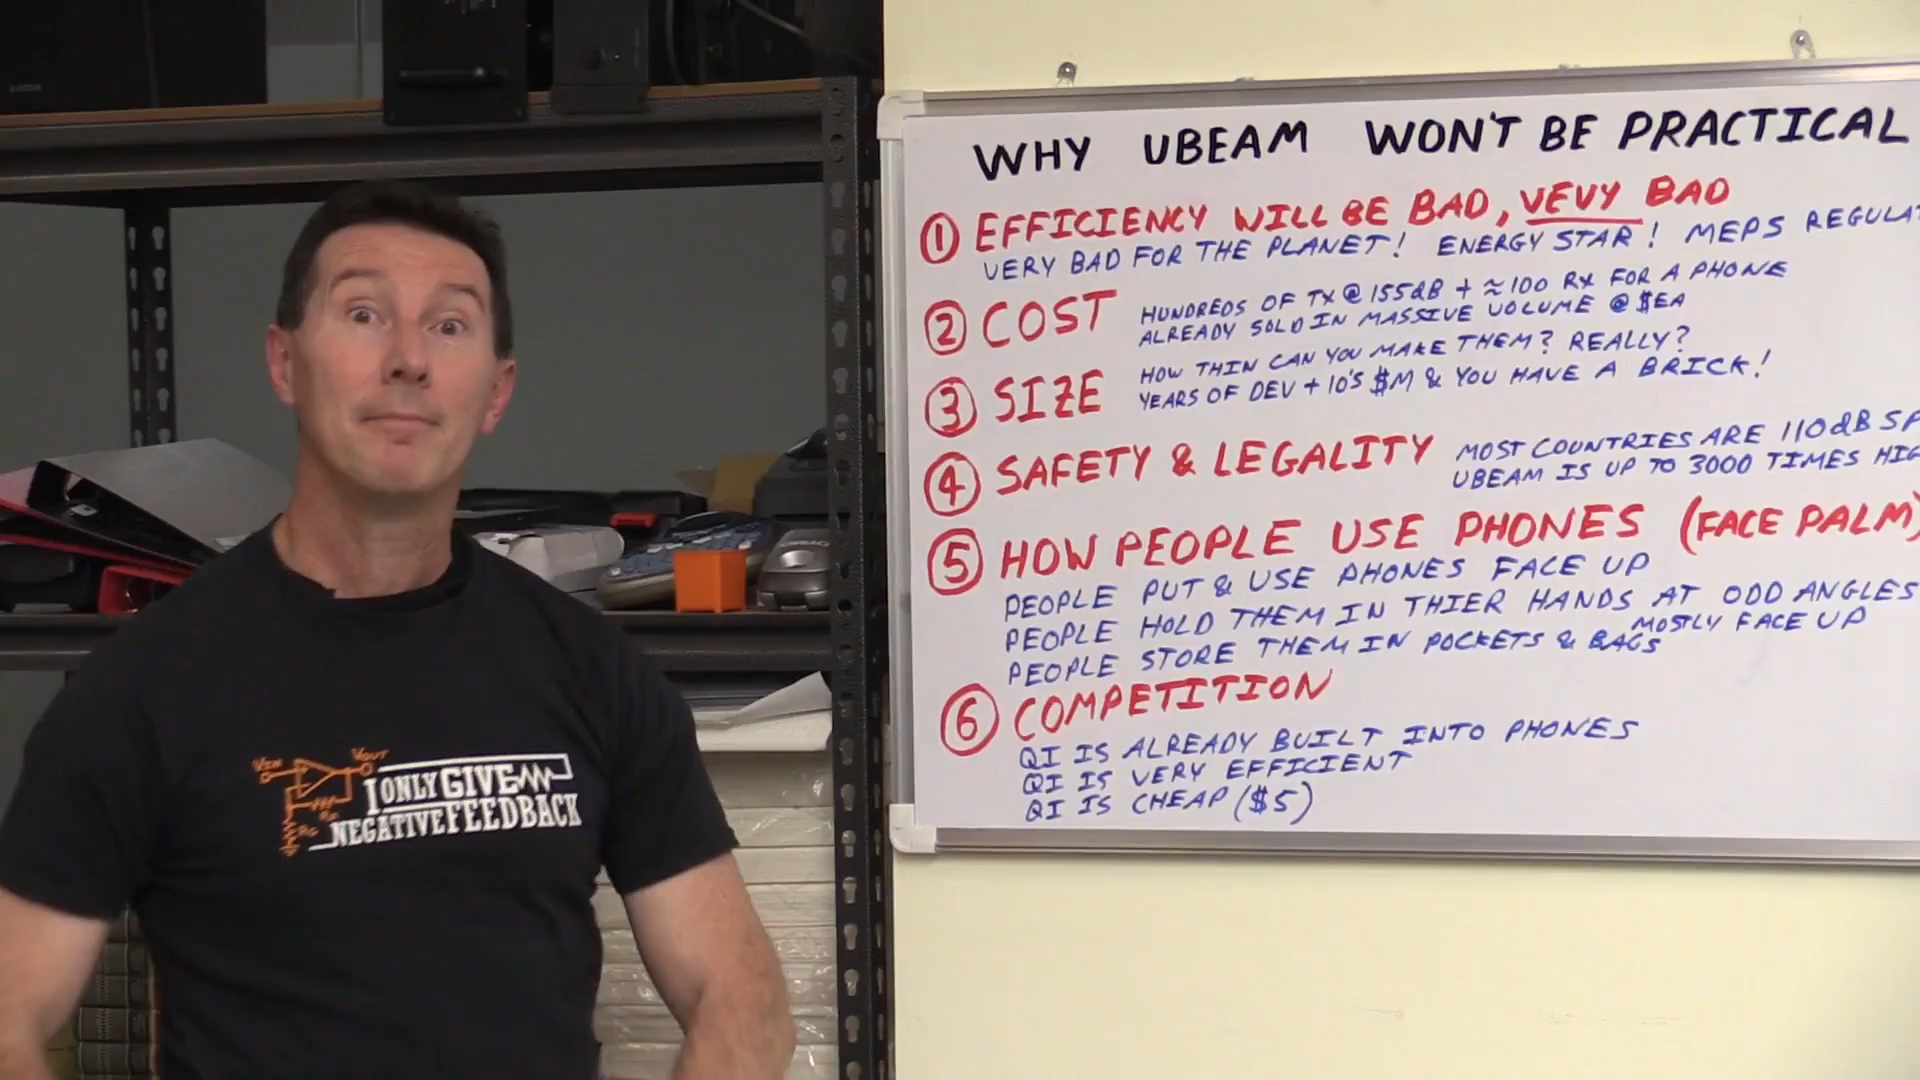 WHY UBEAM WON'T BE PRACTICAL
① EFFICIENCY WILL BE BAD, VEVY BAD
VERY BAD FOR THE PLANET! ENERGY STAR! MEPS REGULAT
② COST
HUNDREDS OF TX @ 155dB + ≈100 RX FOR A PHONE
ALREADY SOLD IN MASSIVE VOLUME @ $EA
③ SIZE
HOW THIN CAN YOU MAKE THEM? REALLY?
YEARS OF DEV + 10'S $M & YOU HAVE A BRICK!
④ SAFETY & LEGALITY
MOST COUNTRIES ARE 110dB SP
UBEAM IS UP TO 3000 TIMES HIG
⑤ HOW PEOPLE USE PHONES (FACE PALM)
PEOPLE PUT & USE PHONES FACE UP
PEOPLE HOLD THEM IN THIER HANDS AT ODD ANGLES
MOSTLY FACE UP
PEOPLE STORE THEM IN POCKETS & BAGS
⑥ COMPETITION
QI IS ALREADY BUILT INTO PHONES
QI IS VERY EFFICIENT
QI IS CHEAP ($5)
VIN VOUT
I ONLY GIVE
NEGATIVE FEEDBACK
RG